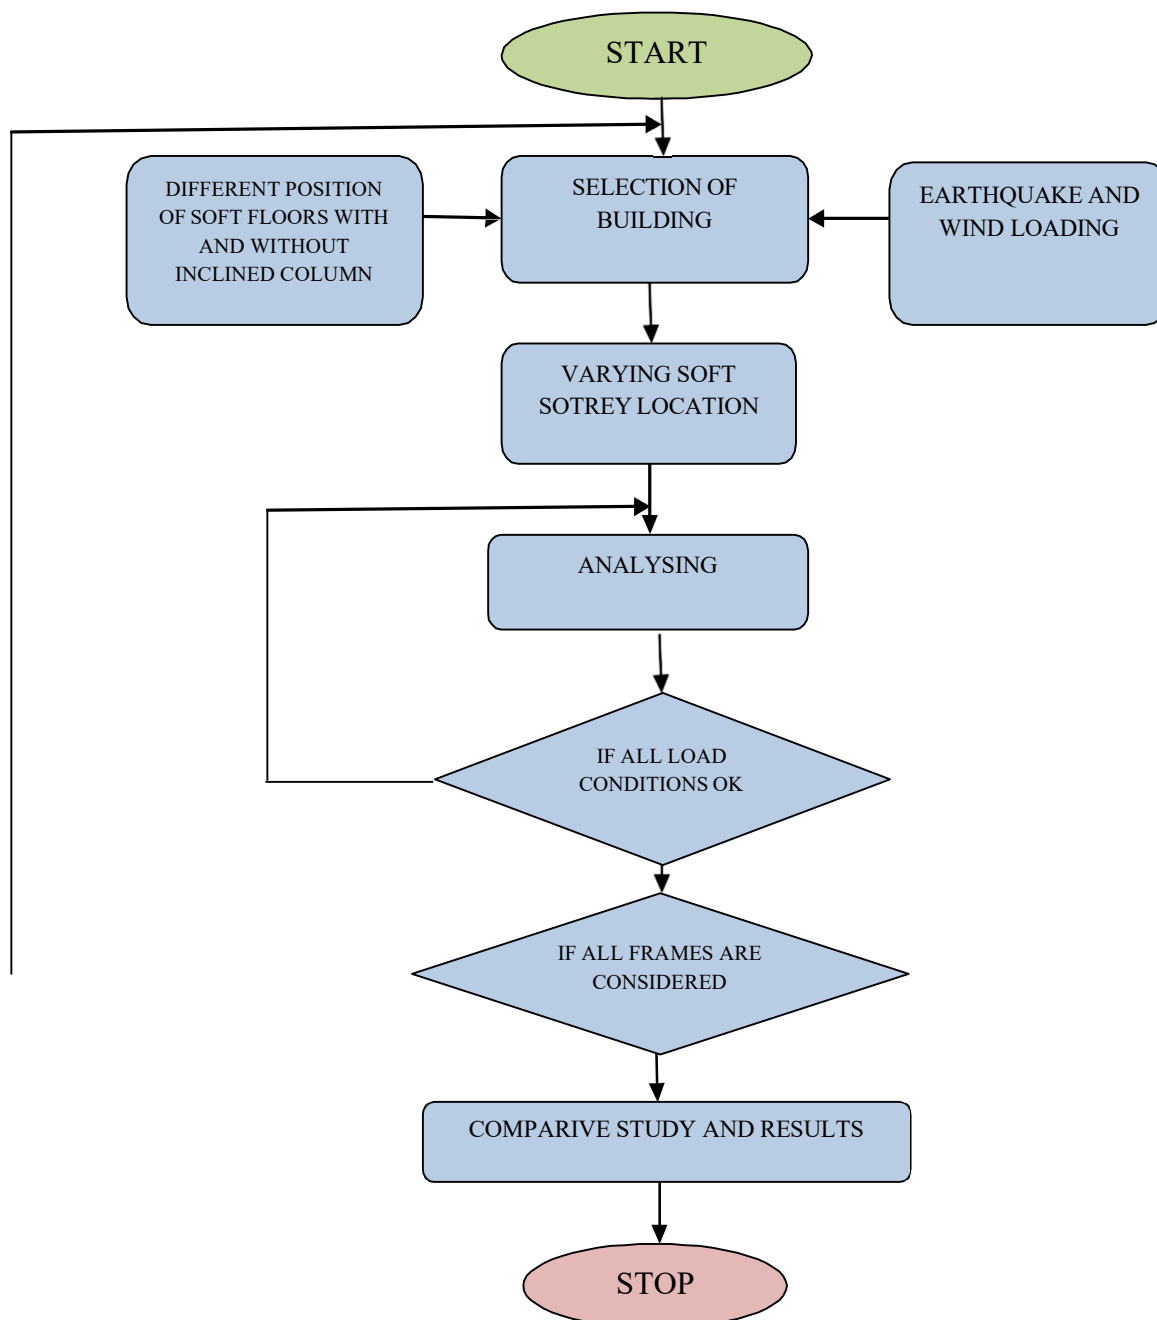 START
DIFFERENT POSITION
OF SOFT FLOORS WITH
AND WITHOUT
INCLINED COLUMN
SELECTION OF
BUILDING
EARTHQUAKE AND
WIND LOADING
VARYING SOFT
SOTREY LOCATION
ANALYSING
IF ALL LOAD
CONDITIONS OK
IF ALL FRAMES ARE
CONSIDERED
COMPARIVE STUDY AND RESULTS
STOP